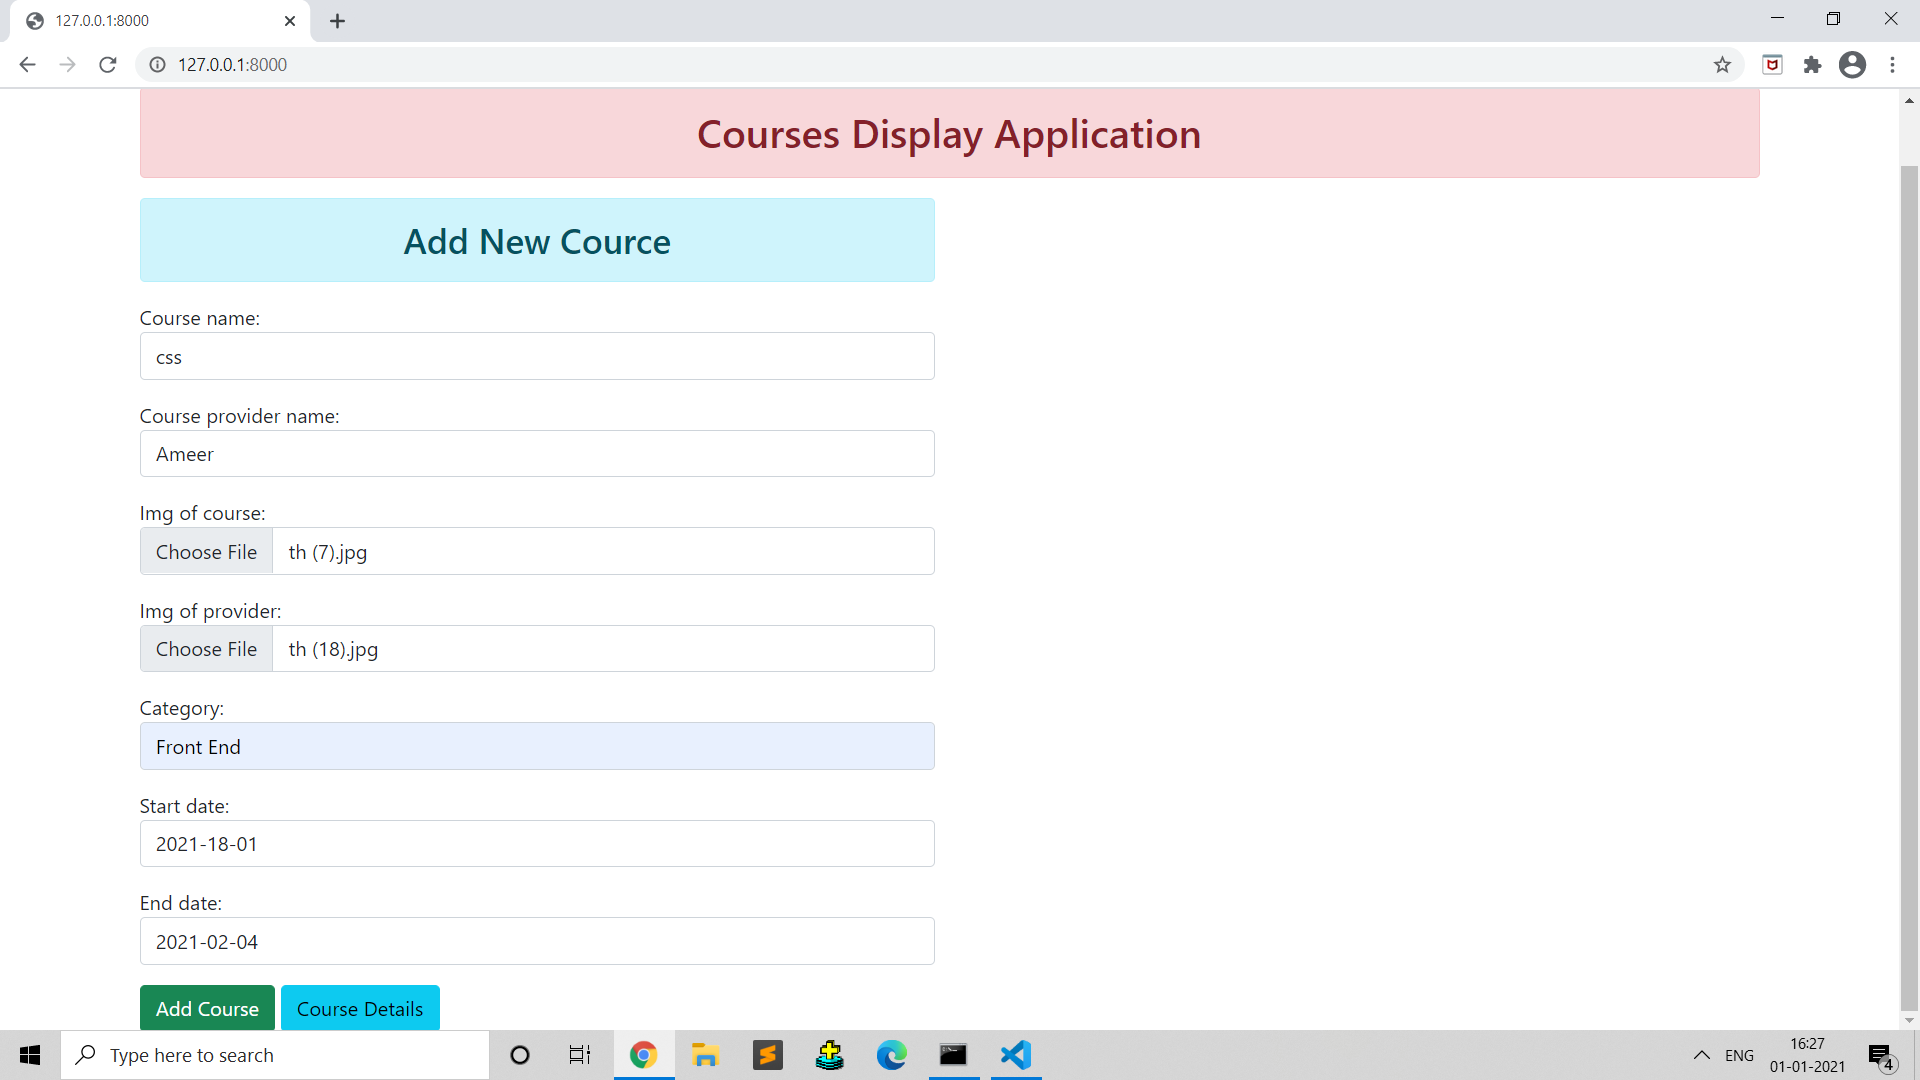 127.0.0.1:8000
127.0.0.1:8000
Courses Display Application
Add New Cource
Course name:
css
Course provider name:
Ameer
Img of course:
Choose File th (7).jpg
Img of provider:
Choose File th (18).jpg
Category:
Front End
Start date:
2021-18-01
End date:
2021-02-04
Add Course Course Details
Type here to search
ENG
16:27
01-01-2021
4